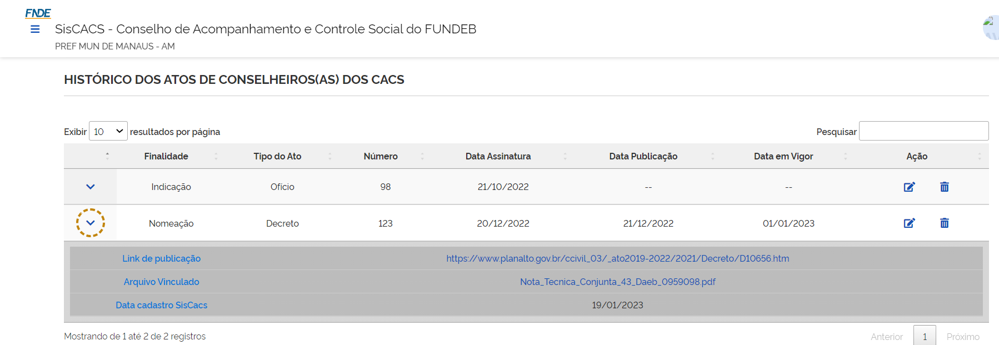 FNDE
SisCACS - Conselho de Acompanhamento e Controle Social do FUNDEB
PREF MUN DE MANAUS - AM
HISTÓRICO DOS ATOS DE CONSELHEIROS(AS) DOS CACS
Exibir 10 resultados por página Pesquisar
Finalidade Tipo do Ato Número Data Assinatura Data Publicação Data em Vigor Ação
Indicação Ofício 98 21/10/2022 -- --
Nomeação Decreto 123 20/12/2022 21/12/2022 01/01/2023
Link de publicação https://www.planalto.gov.br/ccivil_03/_ato2019-2022/2021/Decreto/D10656.htm
Arquivo Vinculado Nota_Tecnica_Conjunta_43_Daeb_0959098.pdf
Data cadastro SisCacs 19/01/2023
Mostrando de 1 até 2 de 2 registros Anterior 1 Próximo